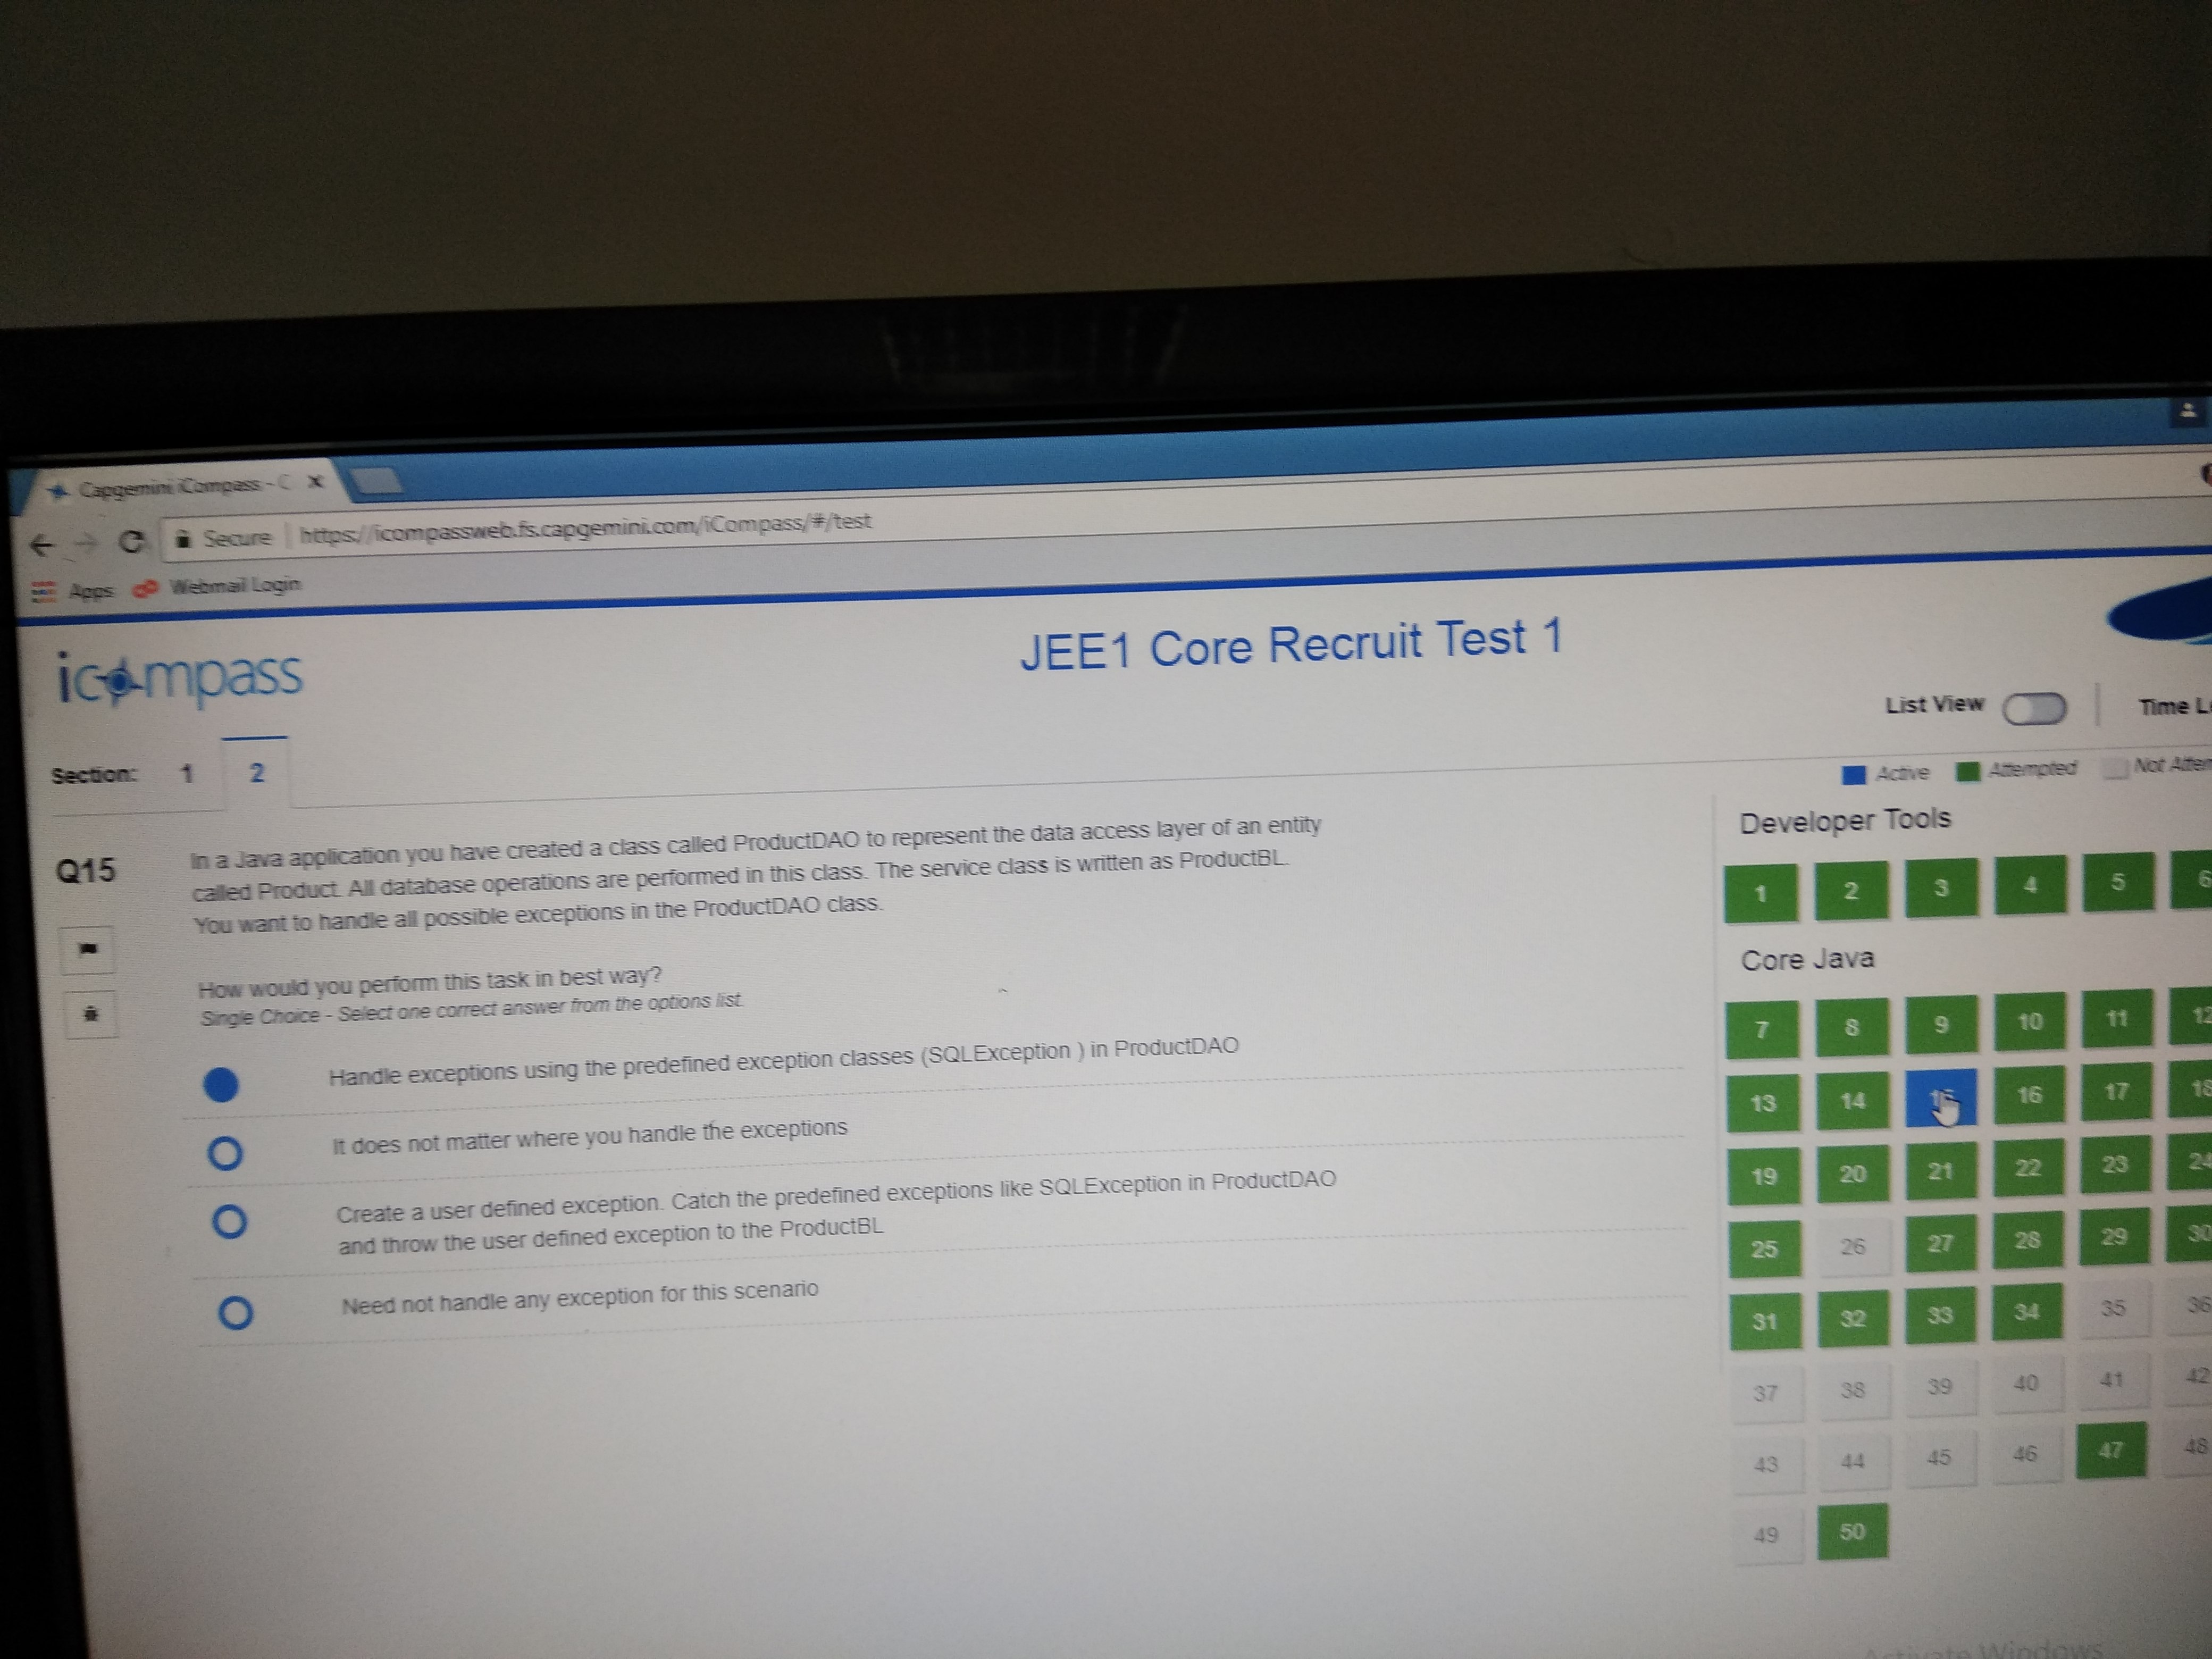 Capgemini iCompass - C
Secure https://icompassweb.fs.capgemini.com/iCompass/#/test
Apps Webmail Login
icompass
JEE1 Core Recruit Test 1
List View Time L
Section: 1 2
Active Attempted Not Attem
Q15 In a Java application you have created a class called ProductDAO to represent the data access layer of an entity
called Product. All database operations are performed in this class. The service class is written as ProductBL.
You want to handle all possible exceptions in the ProductDAO class.
How would you perform this task in best way?
Single Choice - Select one correct answer from the options list.
Handle exceptions using the predefined exception classes (SQLException ) in ProductDAO
It does not matter where you handle the exceptions
Create a user defined exception. Catch the predefined exceptions like SQLException in ProductDAO
and throw the user defined exception to the ProductBL
Need not handle any exception for this scenario
Developer Tools
1 2 3 4 5 6
Core Java
7 8 9 10 11 12
13 14 15 16 17 18
19 20 21 22 23 24
25 26 27 28 29 30
31 32 33 34 35 36
37 38 39 40 41 42
43 44 45 46 47 48
49 50
Activate Windows